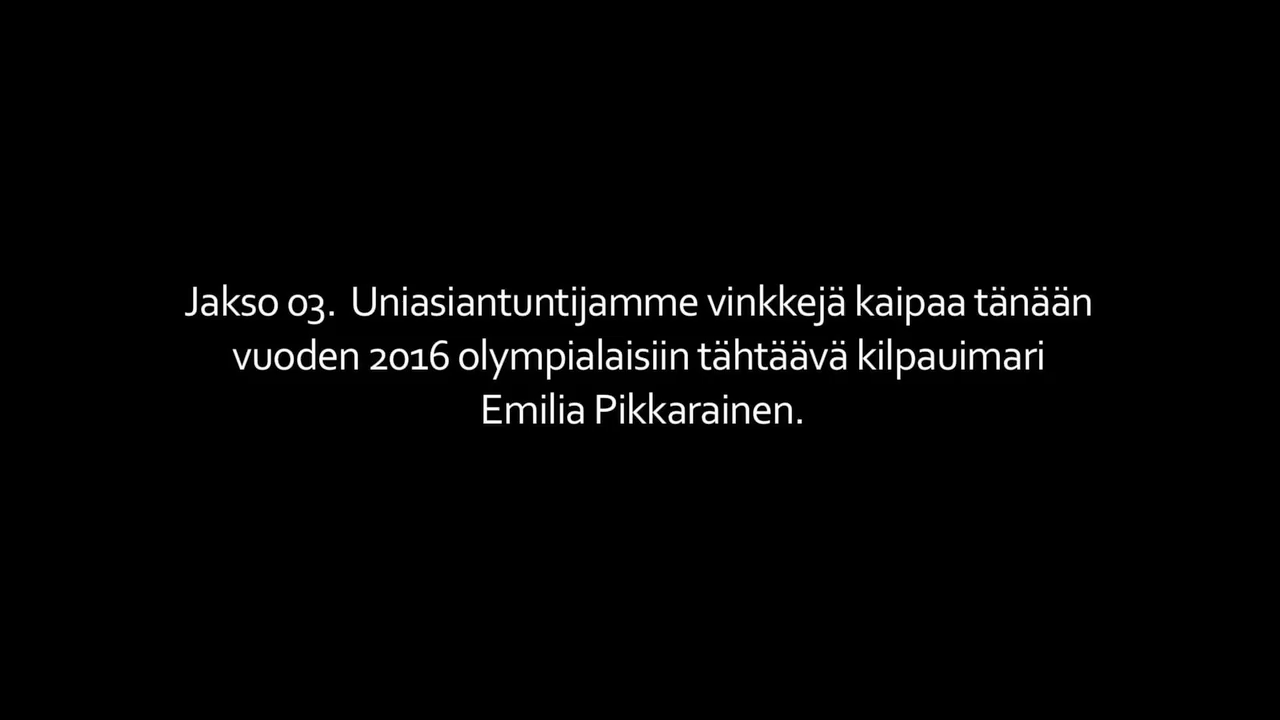 Jakso 03. Uniasiantuntijamme vinkkejä kaipaa tänään
vuoden 2016 olympialaisiin tähtäävä kilpauimari
Emilia Pikkarainen.